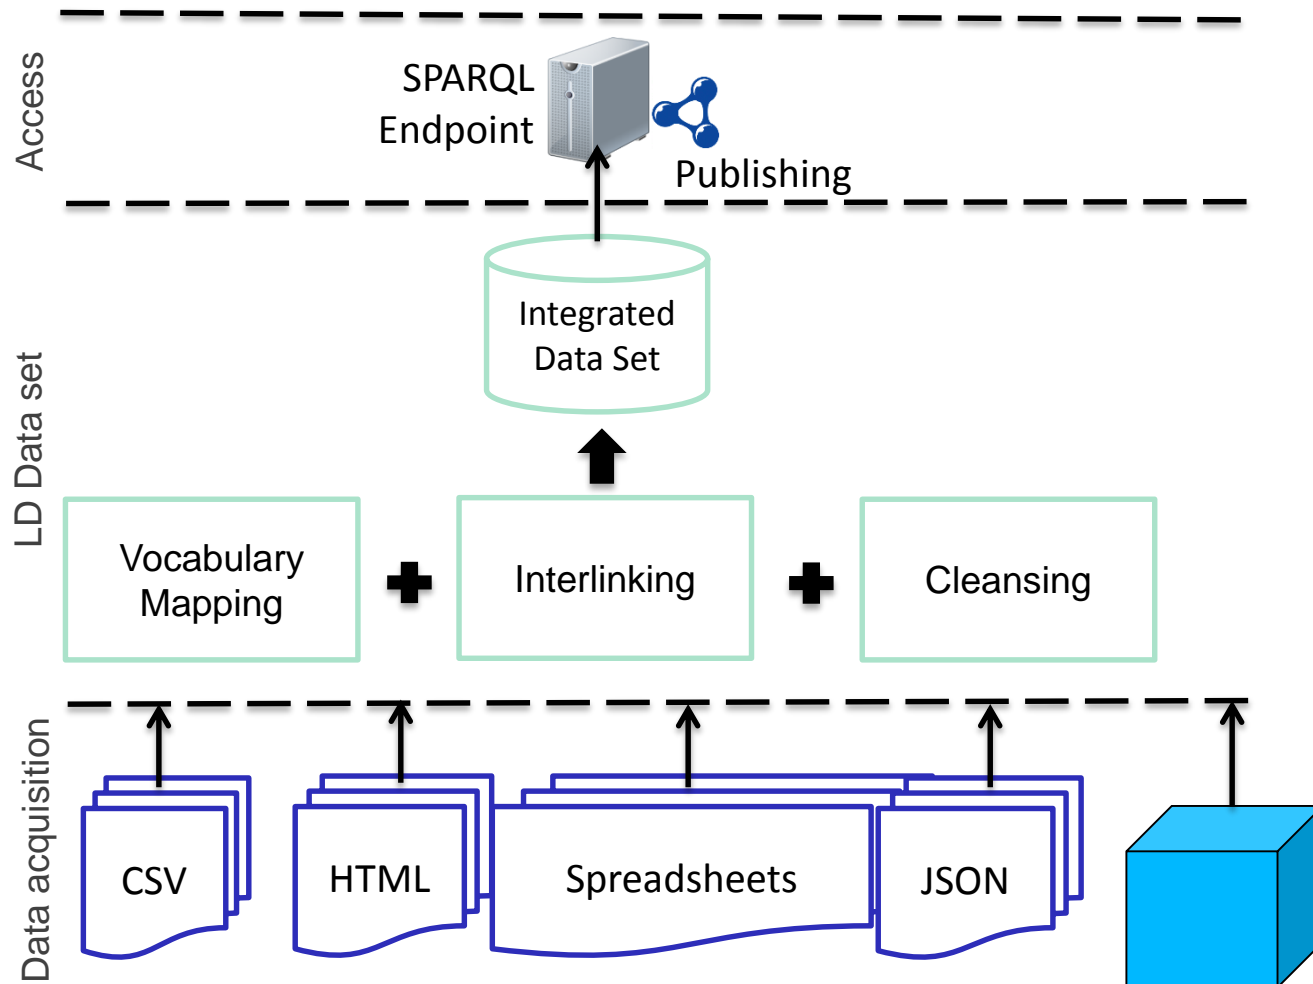 Access
SPARQL
Endpoint
Publishing
LD Data set
Integrated
Data Set
Vocabulary
Mapping
Interlinking
Cleansing
Data acquisition
CSV
HTML
Spreadsheets
JSON